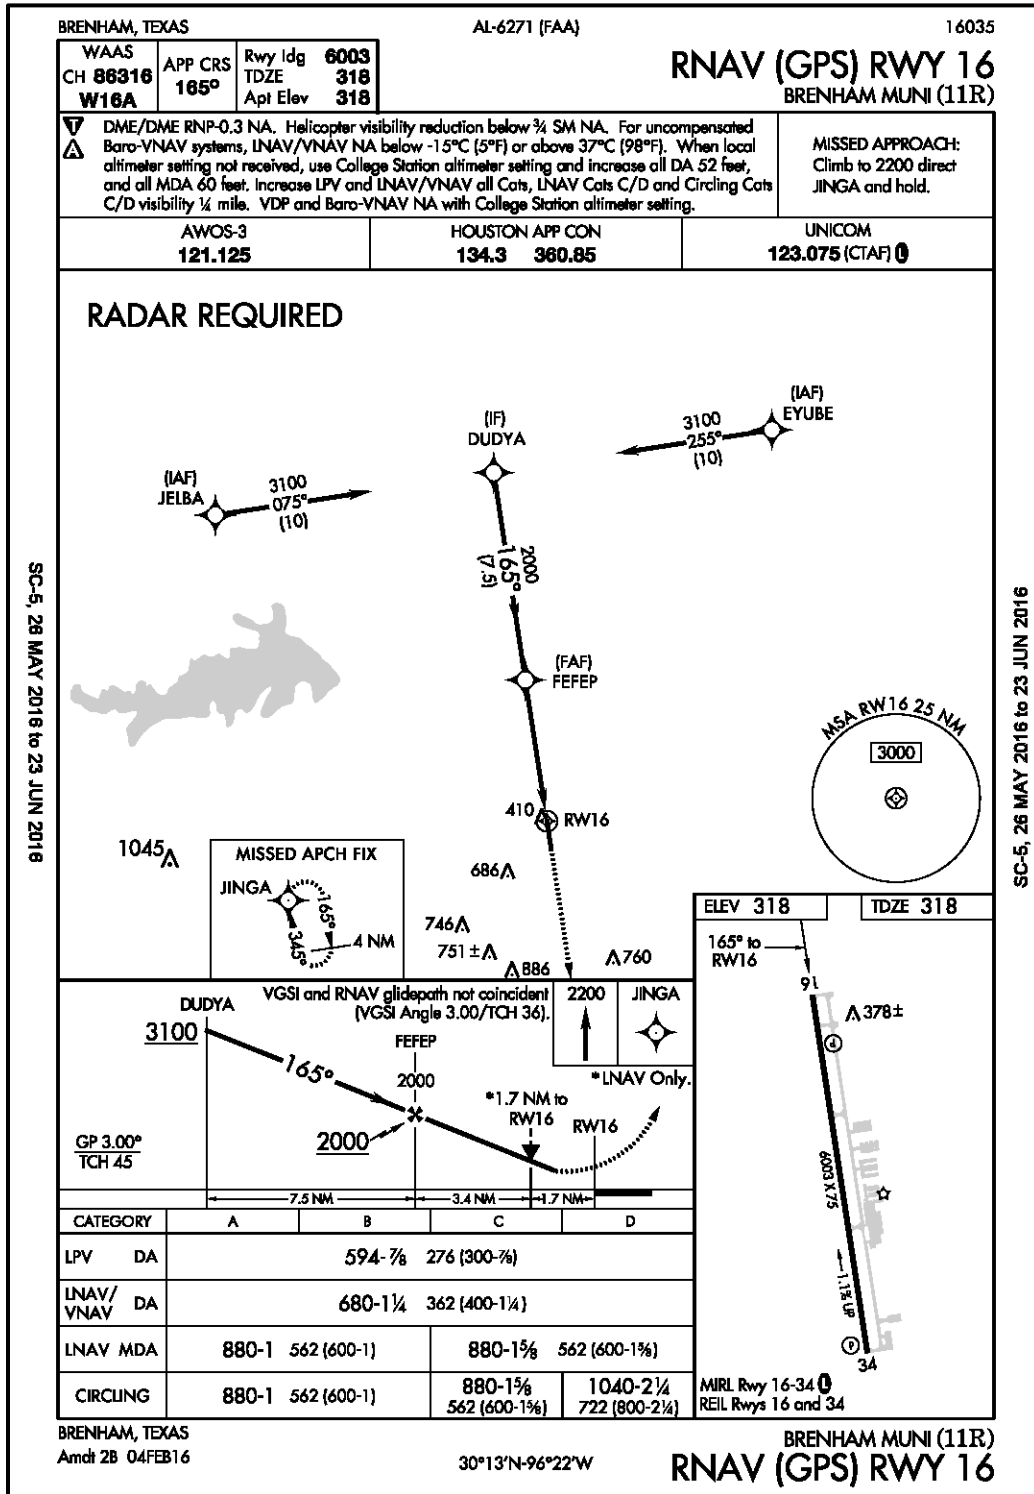 BRENHAM, TEXAS
AL-6271 (FAA)
16035
WAAS
CH 86316
W16A
APP CRS
165°
Rwy ldg 6003
TDZE 318
Apt Elev 318
RNAV (GPS) RWY 16
BRENHAM MUNI (11R)
T
A
DME/DME RNP-0.3 NA. Helicopter visibility reduction below ¾ SM NA. For uncompensated
Baro-VNAV systems, LNAV/VNAV NA below -15°C (5°F) or above 37°C (98°F). When local
altimeter setting not received, use College Station altimeter setting and increase all DA 52 feet,
and all MDA 60 feet. Increase LPV and LNAV/VNAV all Cats, LNAV Cats C/D and Circling Cats
C/D visibility ¼ mile. VDP and Baro-VNAV NA with College Station altimeter setting.
MISSED APPROACH:
Climb to 2200 direct
JINGA and hold.
AWOS-3
121.125
HOUSTON APP CON
134.3 360.85
UNICOM
123.075 (CTAF) L
RADAR REQUIRED
(IAF)
EYUBE
3100
255°
(10)
(IF)
DUDYA
(IAF)
JELBA
3100
075°
(10)
2000
165°
(7.5)
(FAF)
FEFEP
MSA RW16 25 NM
3000
410
RW16
1045
686
746
751±
886
760
MISSED APCH FIX
JINGA
165°
345°
4 NM
ELEV 318
TDZE 318
165° to
RW16
16
378±
P
6003 X 75
1.1% UP
P
34
MIRL Rwy 16-34 L
REIL Rwys 16 and 34
VGSI and RNAV glidepath not coincident
(VGSI Angle 3.00/TCH 36).
2200
JINGA
*LNAV Only.
DUDYA
3100
165°
FEFEP
2000
2000
*1.7 NM to
RW16
RW16
GP 3.00°
TCH 45
7.5 NM
3.4 NM
1.7 NM
CATEGORY A B C D
LPV DA 594-⅞ 276 (300-⅞)
LNAV/
VNAV DA 680-1¼ 362 (400-1¼)
LNAV MDA 880-1 562 (600-1) 880-1⅝ 562 (600-1⅝)
CIRCLING 880-1 562 (600-1) 880-1⅝ 562 (600-1⅝) 1040-2¼ 722 (800-2¼)
BRENHAM, TEXAS
Amdt 2B 04FEB16
30°13'N-96°22'W
BRENHAM MUNI (11R)
RNAV (GPS) RWY 16
SC-5, 26 MAY 2016 to 23 JUN 2016
SC-5, 26 MAY 2016 to 23 JUN 2016